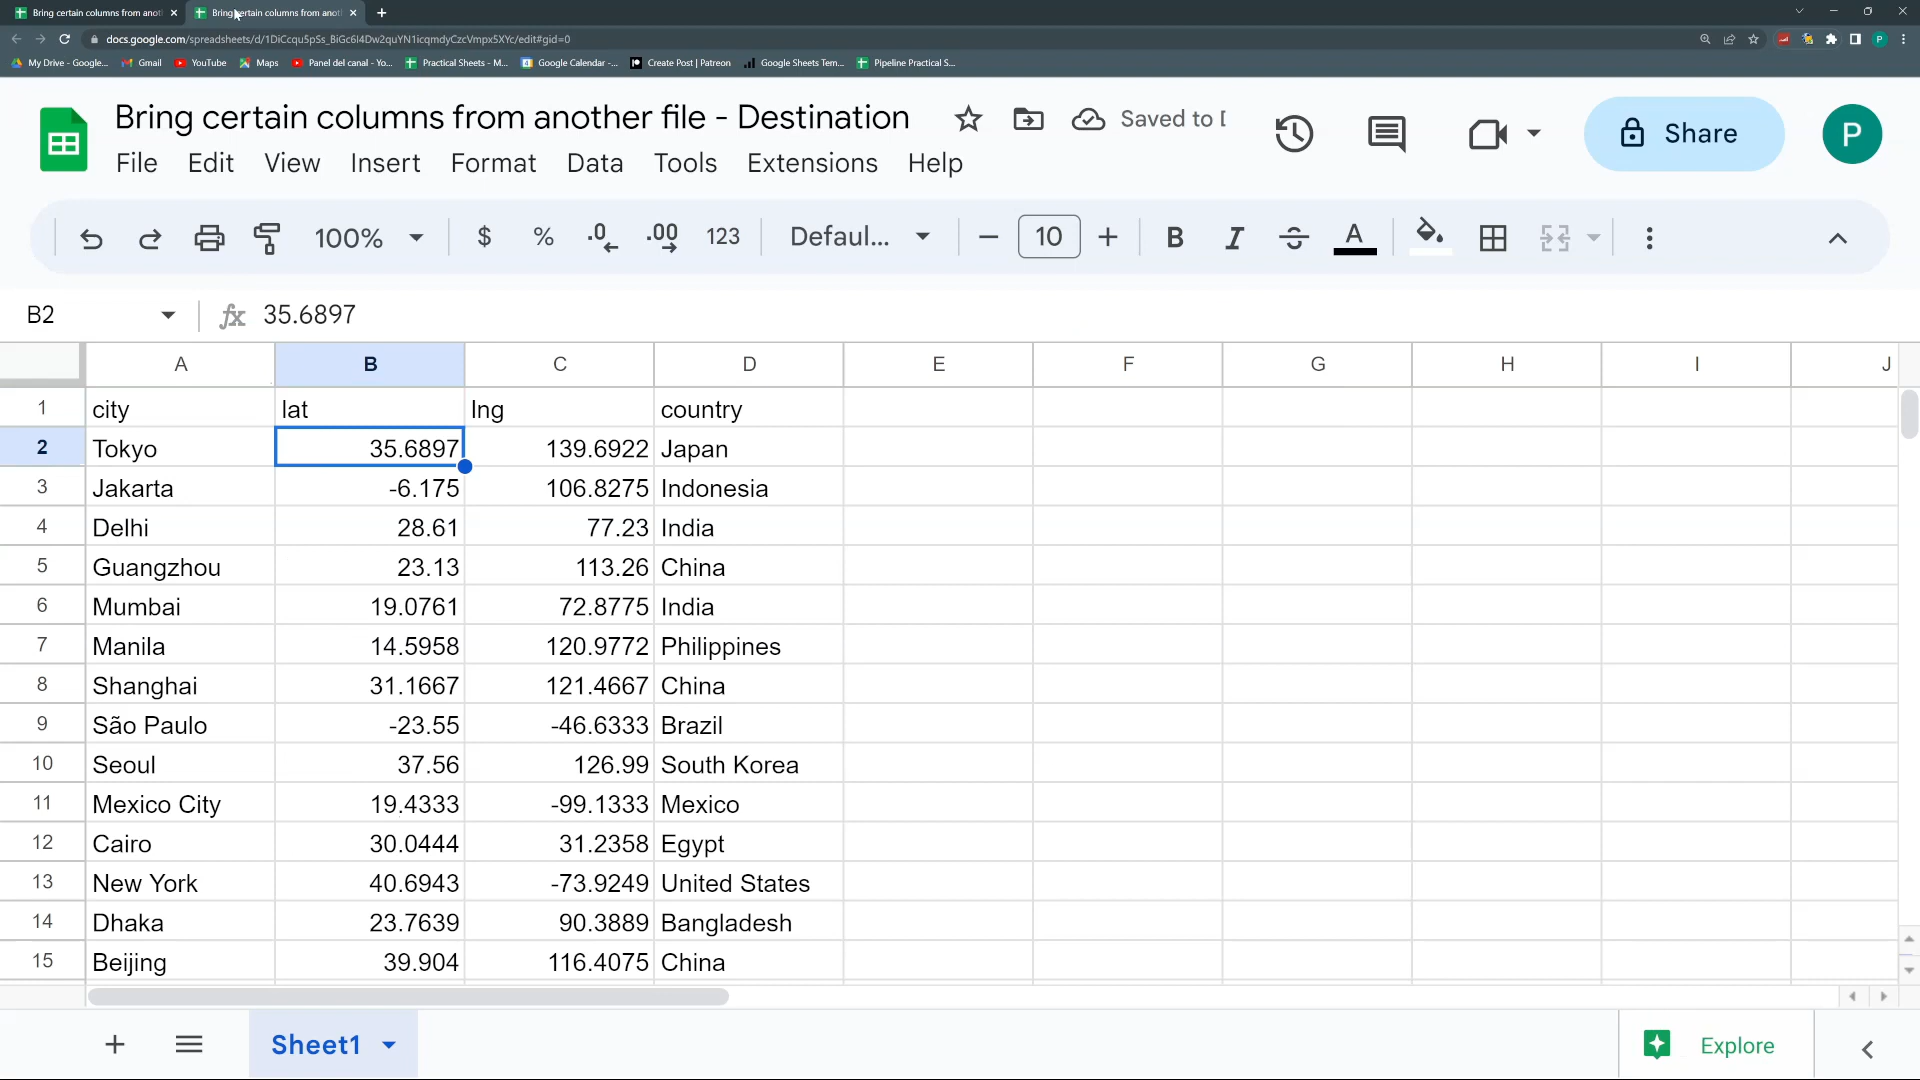 Bring certain columns from anot
Bring certain columns from anot
docs.google.com/spreadsheets/d/1DiCcqu5pSs_BiGc6I4Dw2quYN1icqmdyCzcVmpx5XYc/edit#gid=0
My Drive - Google...
Gmail
YouTube
Maps
Panel del canal - Yo...
Practical Sheets - M...
Google Calendar -...
Create Post | Patreon
Google Sheets Tem...
Pipeline Practical S...
P
Bring certain columns from another file - Destination
Saved to
Share
P
File Edit View Insert Format Data Tools Extensions Help
100% $ % .0 .00 123 Defaul... 10 B I A
B2 fx 35.6897
A B C D E F G H I J
1 city lat lng country
2 Tokyo 35.6897 139.6922 Japan
3 Jakarta -6.175 106.8275 Indonesia
4 Delhi 28.61 77.23 India
5 Guangzhou 23.13 113.26 China
6 Mumbai 19.0761 72.8775 India
7 Manila 14.5958 120.9772 Philippines
8 Shanghai 31.1667 121.4667 China
9 São Paulo -23.55 -46.6333 Brazil
10 Seoul 37.56 126.99 South Korea
11 Mexico City 19.4333 -99.1333 Mexico
12 Cairo 30.0444 31.2358 Egypt
13 New York 40.6943 -73.9249 United States
14 Dhaka 23.7639 90.3889 Bangladesh
15 Beijing 39.904 116.4075 China
Sheet1
Explore